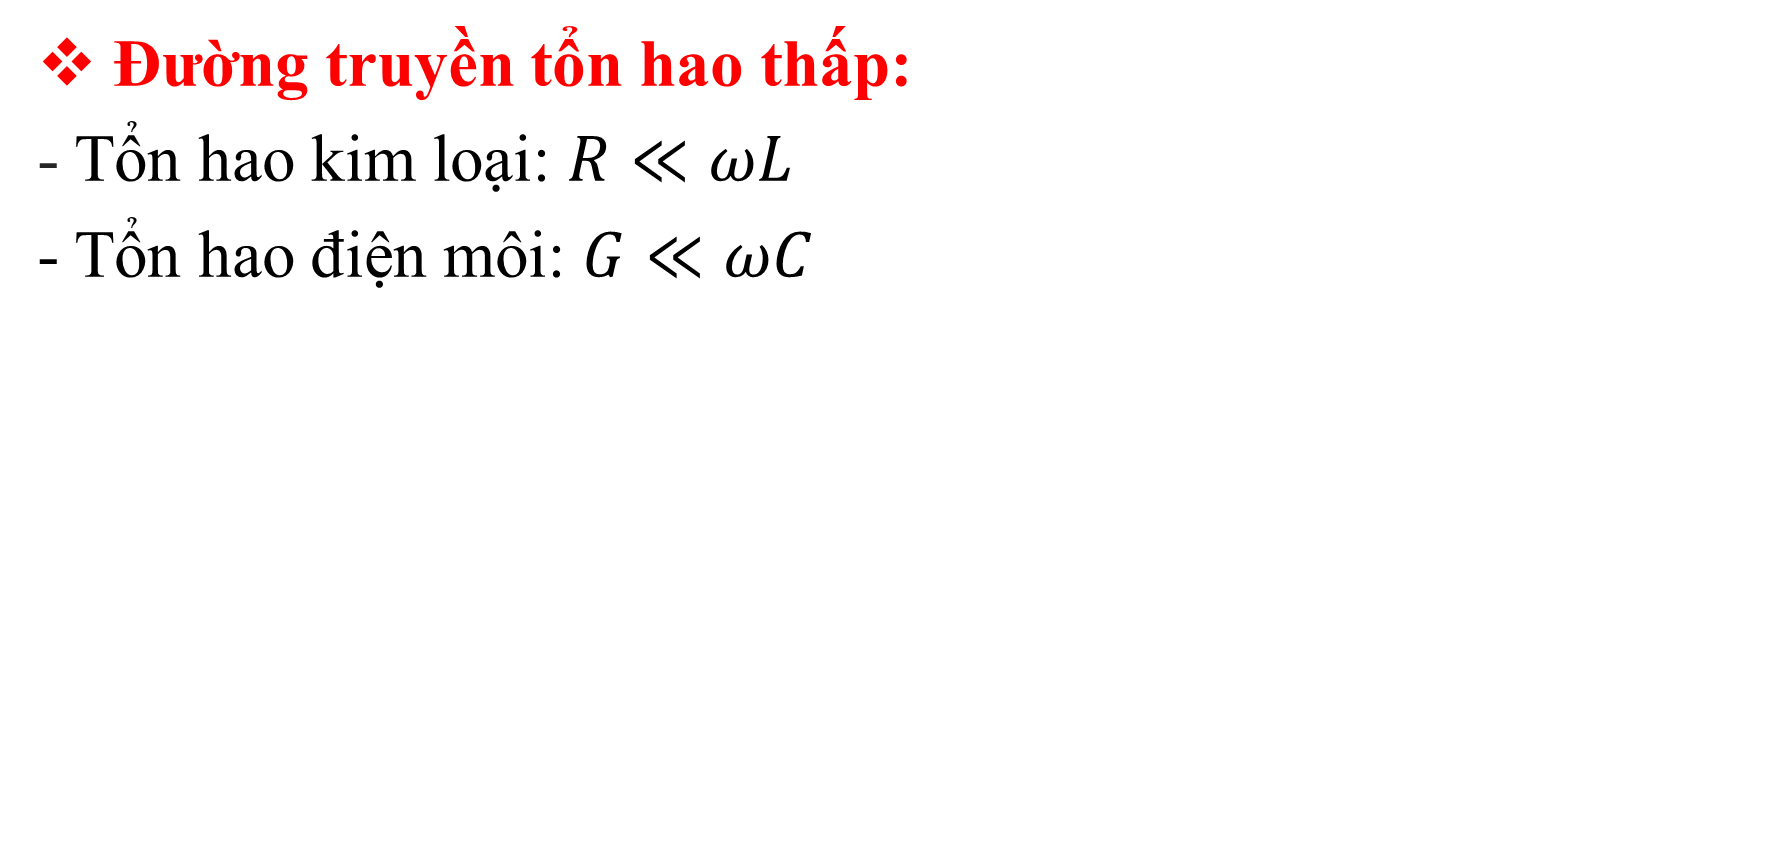 ❖ Đường truyền tổn hao thấp:
- Tổn hao kim loại: 𝑅 ≪ 𝜔𝐿
- Tổn hao điện môi: 𝐺 ≪ 𝜔𝐶